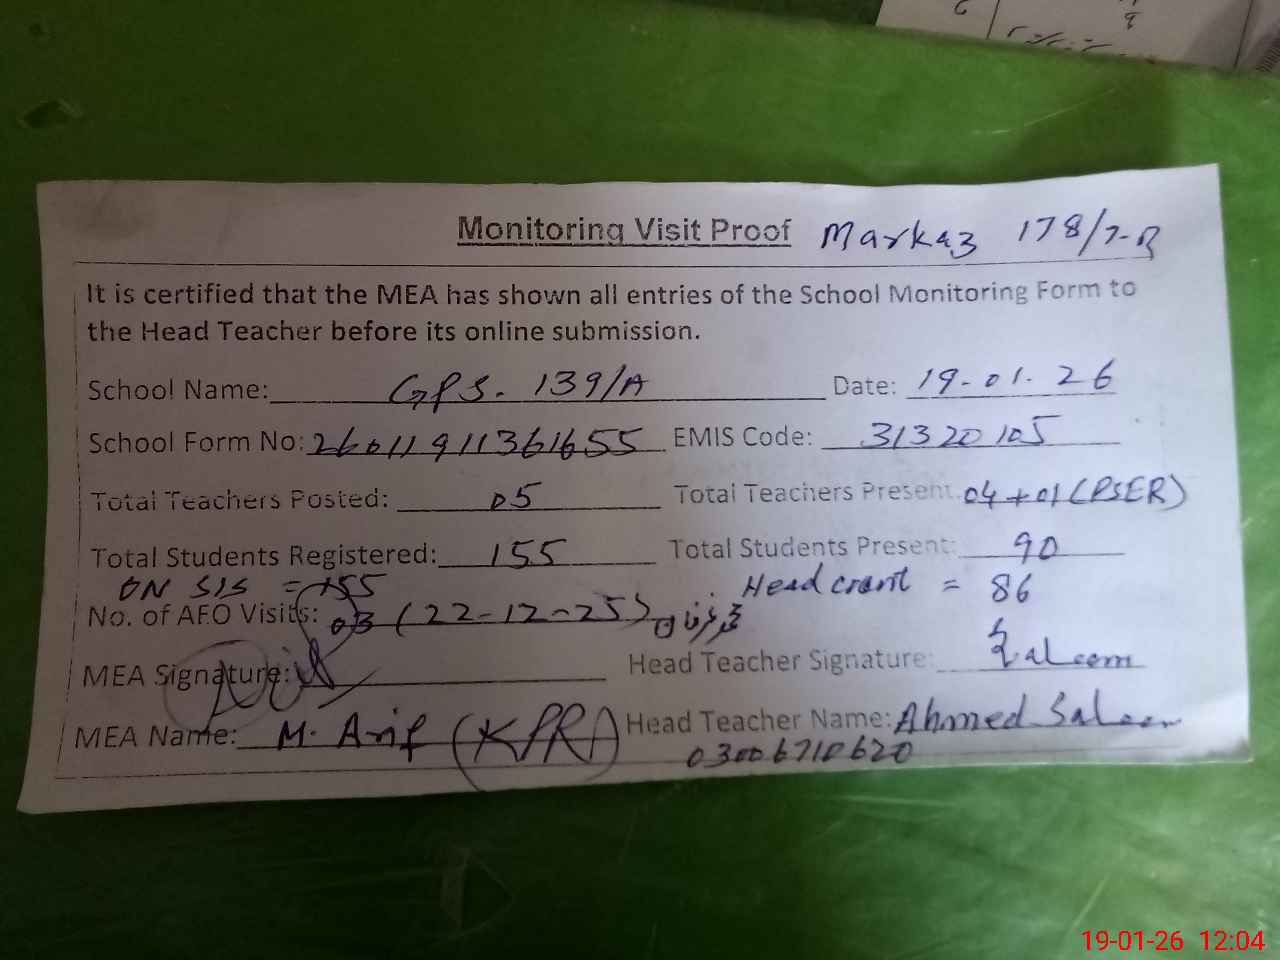 Monitoring Visit Proof Markaz 178/7-R
It is certified that the MEA has shown all entries of the School Monitoring Form to
the Head Teacher before its online submission.
School Name: GPS. 139/A Date: 19-01-26
School Form No: 26011911361655 EMIS Code: 31320105
Total Teachers Posted: 05 Total Teachers Present: 04+01(PSER)
Total Students Registered: 155 Total Students Present: 90
ON SIS = 155 Head count = 86
No. of AEO Visits: 03 (22-12-25)
MEA Signature: Head Teacher Signature: Saleem
MEA Name: M. Arif (KPR) Head Teacher Name: Ahmed Saleem
03006710620
19-01-26 12:04